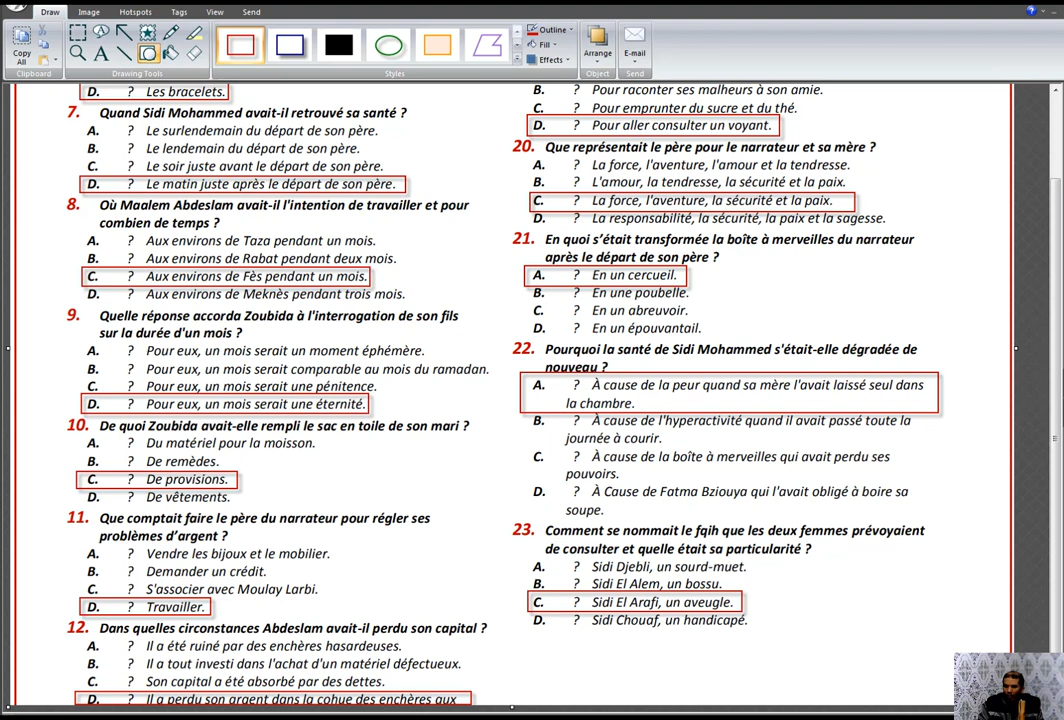 Draw
Image
Hotspots
Tags
View
Send
Copy
All
Outline
Fill
Effects
Arrange
E-mail
Clipboard
Drawing Tools
Styles
Object
Send
D. ? Les bracelets.
7. Quand Sidi Mohammed avait-il retrouvé sa santé ?
A. ? Le surlendemain du départ de son père.
B. ? Le lendemain du départ de son père.
C. ? Le soir juste avant le départ de son père.
D. ? Le matin juste après le départ de son père.
8. Où Maalem Abdeslam avait-il l'intention de travailler et pour
combien de temps ?
A. ? Aux environs de Taza pendant un mois.
B. ? Aux environs de Rabat pendant deux mois.
C. ? Aux environs de Fès pendant un mois.
D. ? Aux environs de Meknès pendant trois mois.
9. Quelle réponse accorda Zoubida à l'interrogation de son fils
sur la durée d'un mois ?
A. ? Pour eux, un mois serait un moment éphémère.
B. ? Pour eux, un mois serait comparable au mois du ramadan.
C. ? Pour eux, un mois serait une pénitence.
D. ? Pour eux, un mois serait une éternité.
10. De quoi Zoubida avait-elle rempli le sac en toile de son mari ?
A. ? Du matériel pour la moisson.
B. ? De remèdes.
C. ? De provisions.
D. ? De vêtements.
11. Que comptait faire le père du narrateur pour régler ses
problèmes d’argent ?
A. ? Vendre les bijoux et le mobilier.
B. ? Demander un crédit.
C. ? S'associer avec Moulay Larbi.
D. ? Travailler.
12. Dans quelles circonstances Abdeslam avait-il perdu son capital ?
A. ? Il a été ruiné par des enchères hasardeuses.
B. ? Il a tout investi dans l'achat d'un matériel défectueux.
C. ? Son capital a été absorbé par des dettes.
D. ? Il a perdu son argent dans la cohue des enchères aux
B. ? Pour raconter ses malheurs à son amie.
C. ? Pour emprunter du sucre et du thé.
D. ? Pour aller consulter un voyant.
20. Que représentait le père pour le narrateur et sa mère ?
A. ? La force, l'aventure, l'amour et la tendresse.
B. ? L'amour, la tendresse, la sécurité et la paix.
C. ? La force, l'aventure, la sécurité et la paix.
D. ? La responsabilité, la sécurité, la paix et la sagesse.
21. En quoi s’était transformée la boîte à merveilles du narrateur
après le départ de son père ?
A. ? En un cercueil.
B. ? En une poubelle.
C. ? En un abreuvoir.
D. ? En un épouvantail.
22. Pourquoi la santé de Sidi Mohammed s'était-elle dégradée de
nouveau ?
A. ? À cause de la peur quand sa mère l'avait laissé seul dans
la chambre.
B. ? À cause de l'hyperactivité quand il avait passé toute la
journée à courir.
C. ? À cause de la boîte à merveilles qui avait perdu ses
pouvoirs.
D. ? À Cause de Fatma Bziouya qui l'avait obligé à boire sa
soupe.
23. Comment se nommait le fqih que les deux femmes prévoyaient
de consulter et quelle était sa particularité ?
A. ? Sidi Djebli, un sourd-muet.
B. ? Sidi El Alem, un bossu.
C. ? Sidi El Arafi, un aveugle.
D. ? Sidi Chouaf, un handicapé.